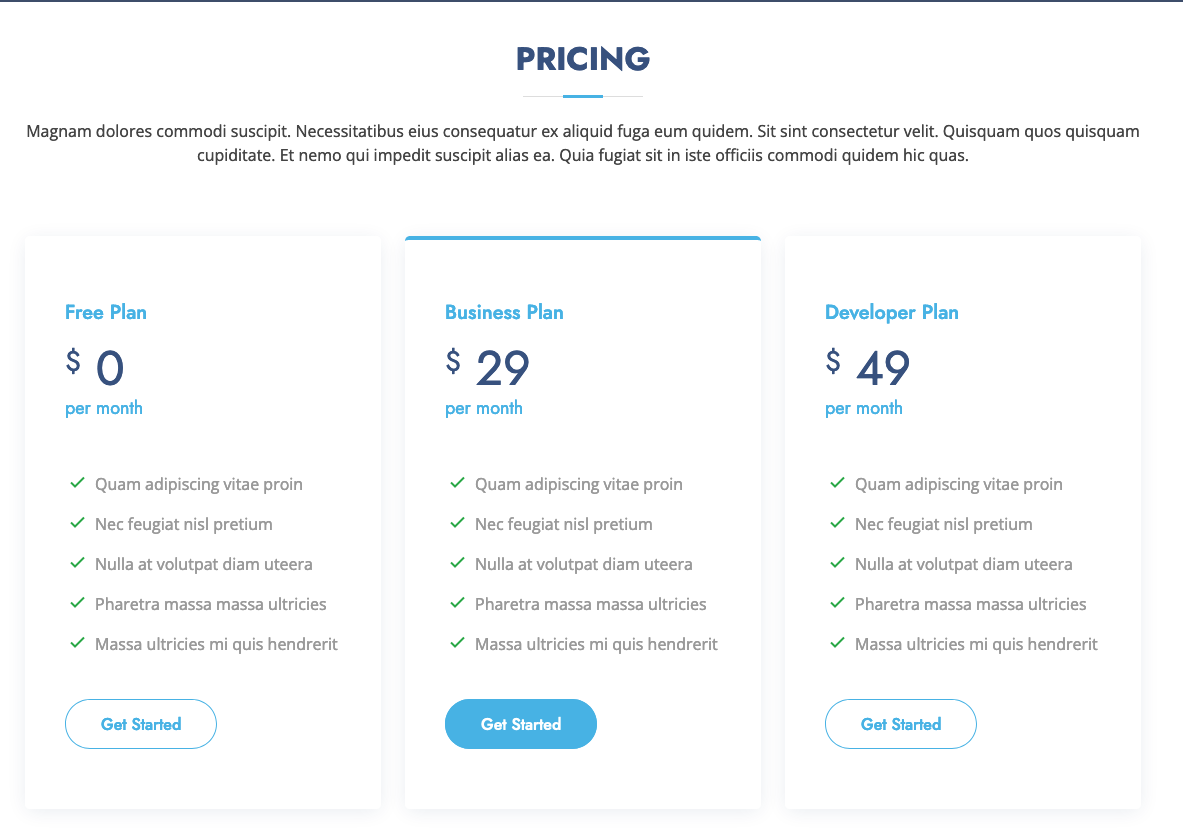 PRICING
Magnam dolores commodi suscipit. Necessitatibus eius consequatur ex aliquid fuga eum quidem. Sit sint consectetur velit. Quisquam quos quisquam
cupiditate. Et nemo qui impedit suscipit alias ea. Quia fugiat sit in iste officiis commodi quidem hic quas.
Free Plan
$ 0
per month
Quam adipiscing vitae proin
Nec feugiat nisl pretium
Nulla at volutpat diam uteera
Pharetra massa massa ultricies
Massa ultricies mi quis hendrerit
Get Started
Business Plan
$ 29
per month
Quam adipiscing vitae proin
Nec feugiat nisl pretium
Nulla at volutpat diam uteera
Pharetra massa massa ultricies
Massa ultricies mi quis hendrerit
Get Started
Developer Plan
$ 49
per month
Quam adipiscing vitae proin
Nec feugiat nisl pretium
Nulla at volutpat diam uteera
Pharetra massa massa ultricies
Massa ultricies mi quis hendrerit
Get Started